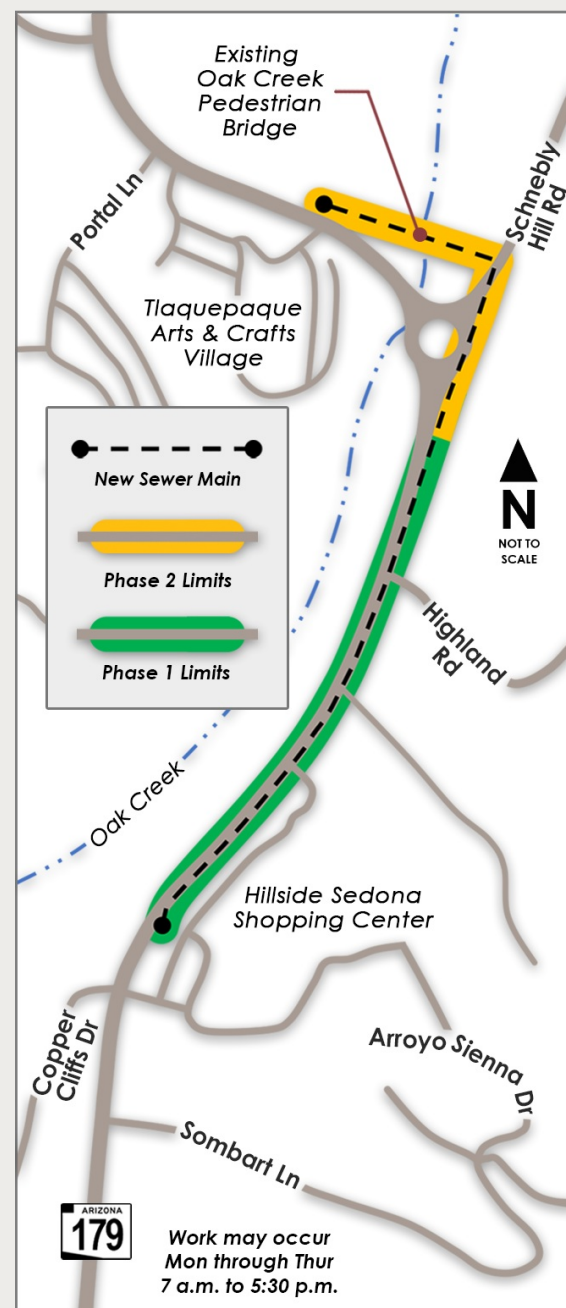 Existing
Oak Creek
Pedestrian
Bridge
Schnebly
Hill Rd
Portal Ln
Tlaquepaque
Arts & Crafts
Village
New Sewer Main
Phase 2 Limits
Phase 1 Limits
N
NOT TO
SCALE
Highland
Rd
Oak Creek
Hillside Sedona
Shopping Center
Copper
Cliffs Dr
Arroyo Sienna Dr
Sombart Ln
ARIZONA
179
Work may occur
Mon through Thur
7 a.m. to 5:30 p.m.